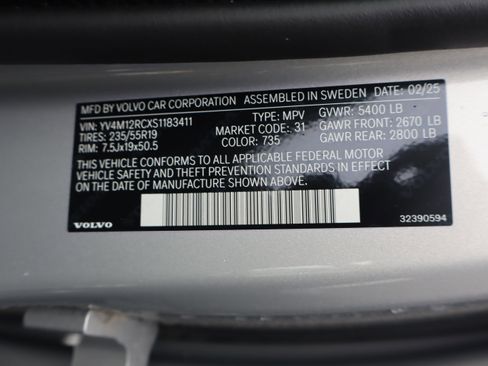 MFD BY VOLVO CAR CORPORATION ASSEMBLED IN SWEDEN DATE: 02/25
VIN: YV4M12RCXS1183411 TYPE: MPV GVWR: 5400 LB
TIRES: 235/55R19 MARKET CODE: 31 GAWR FRONT: 2670 LB
RIM: 7.5Jx19x50.5 COLOR: 735 GAWR REAR: 2800 LB
THIS VEHICLE CONFORMS TO ALL APPLICABLE FEDERAL MOTOR
VEHICLE SAFETY AND THEFT PREVENTION STANDARDS IN EFFECT
ON THE DATE OF MANUFACTURE SHOWN ABOVE.
VOLVO 32390594